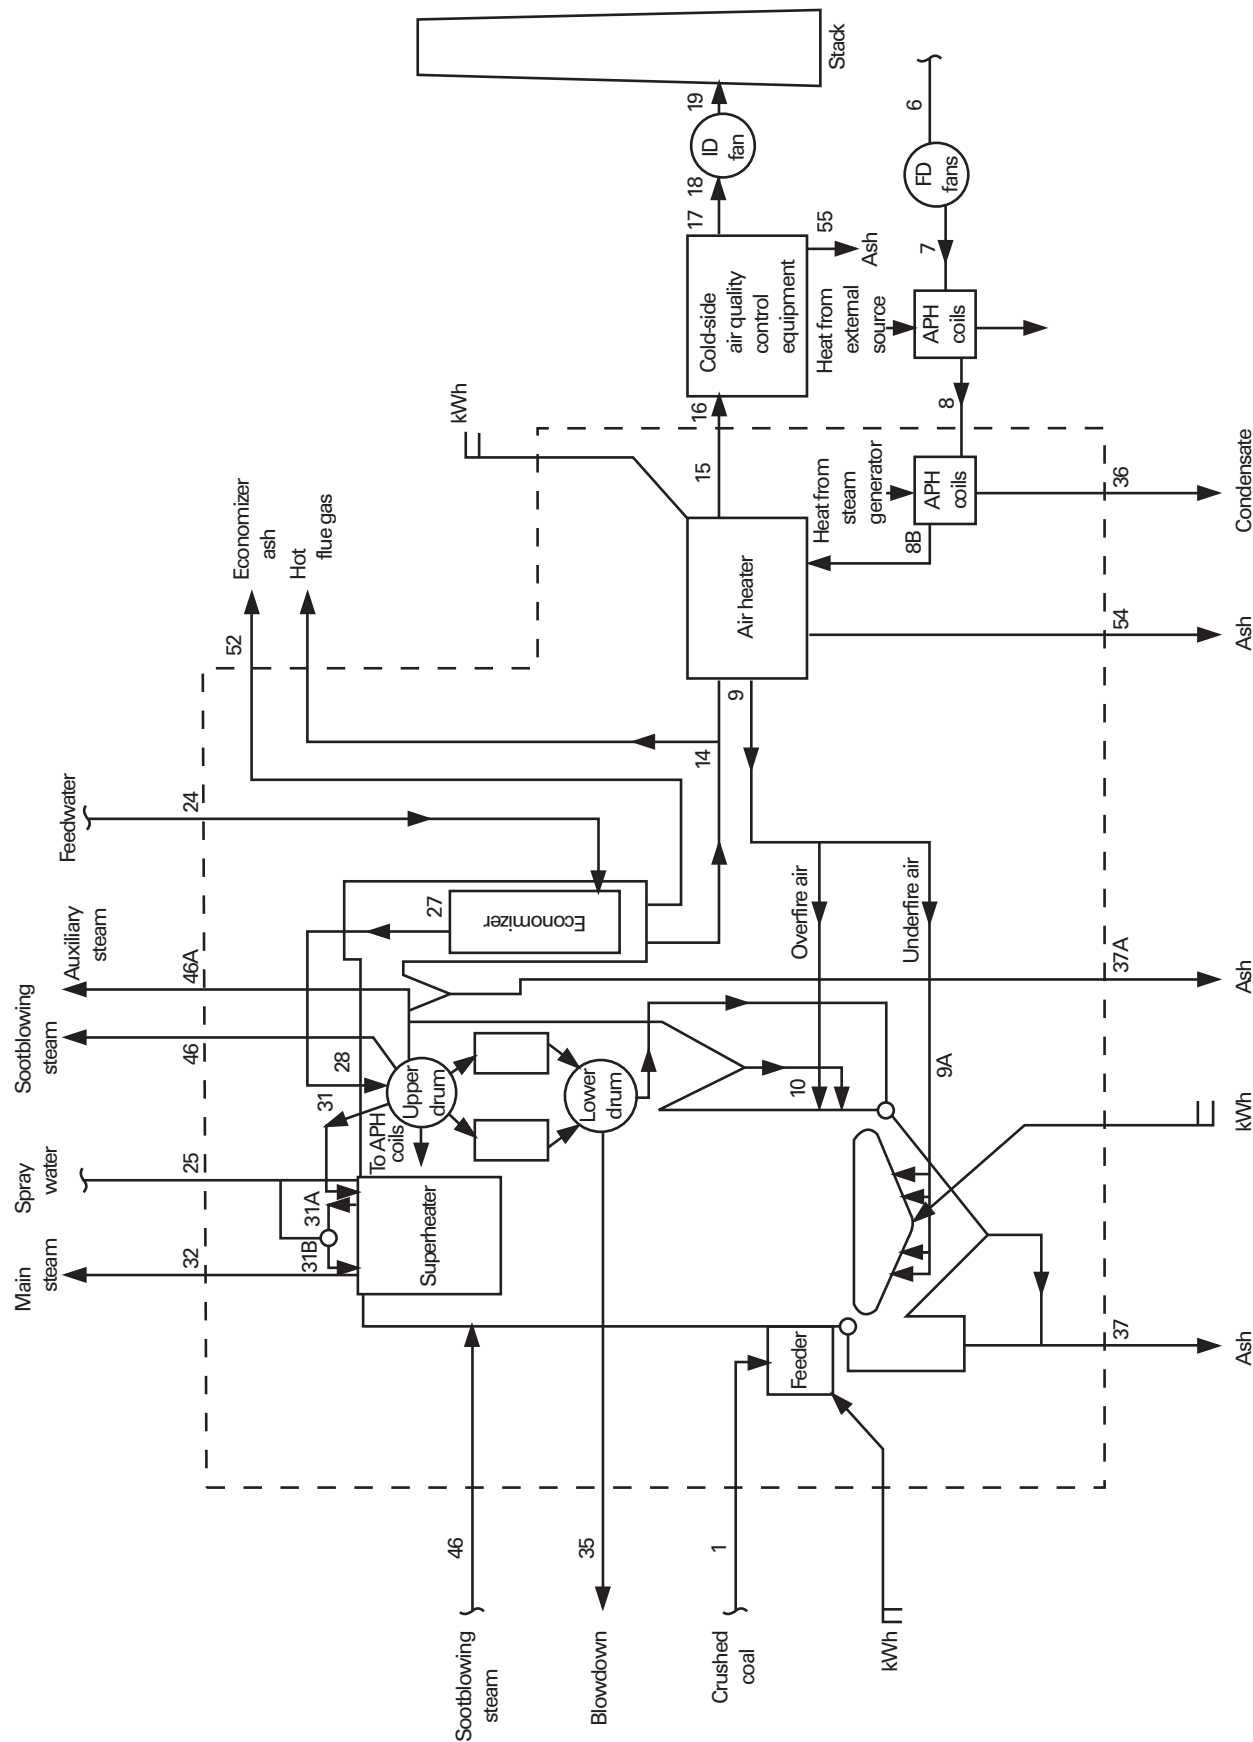 Main
steam
32
Spray
water
25
Sootblowing
steam
46
Auxiliary
steam
46A
Feedwater
24
52
Economizer
ash
Hot
flue gas
kWh
31B
31A
31
28
To APH
coils
Superheater
Upper
drum
Lower
drum
27
Economizer
14
9
Air heater
15
16
Cold-side
air quality
control
equipment
17
18
ID
fan
19
Stack
55
Ash
Heat from
external
source
6
FD
fans
7
APH
coils
8
Heat from
steam
generator
APH
coils
8B
36
Condensate
54
Ash
Overfire air
Underfire air
10
9A
37A
Ash
kWh
37
Ash
Feeder
Sootblowing
steam
46
Blowdown
35
Crushed
coal
1
kWh